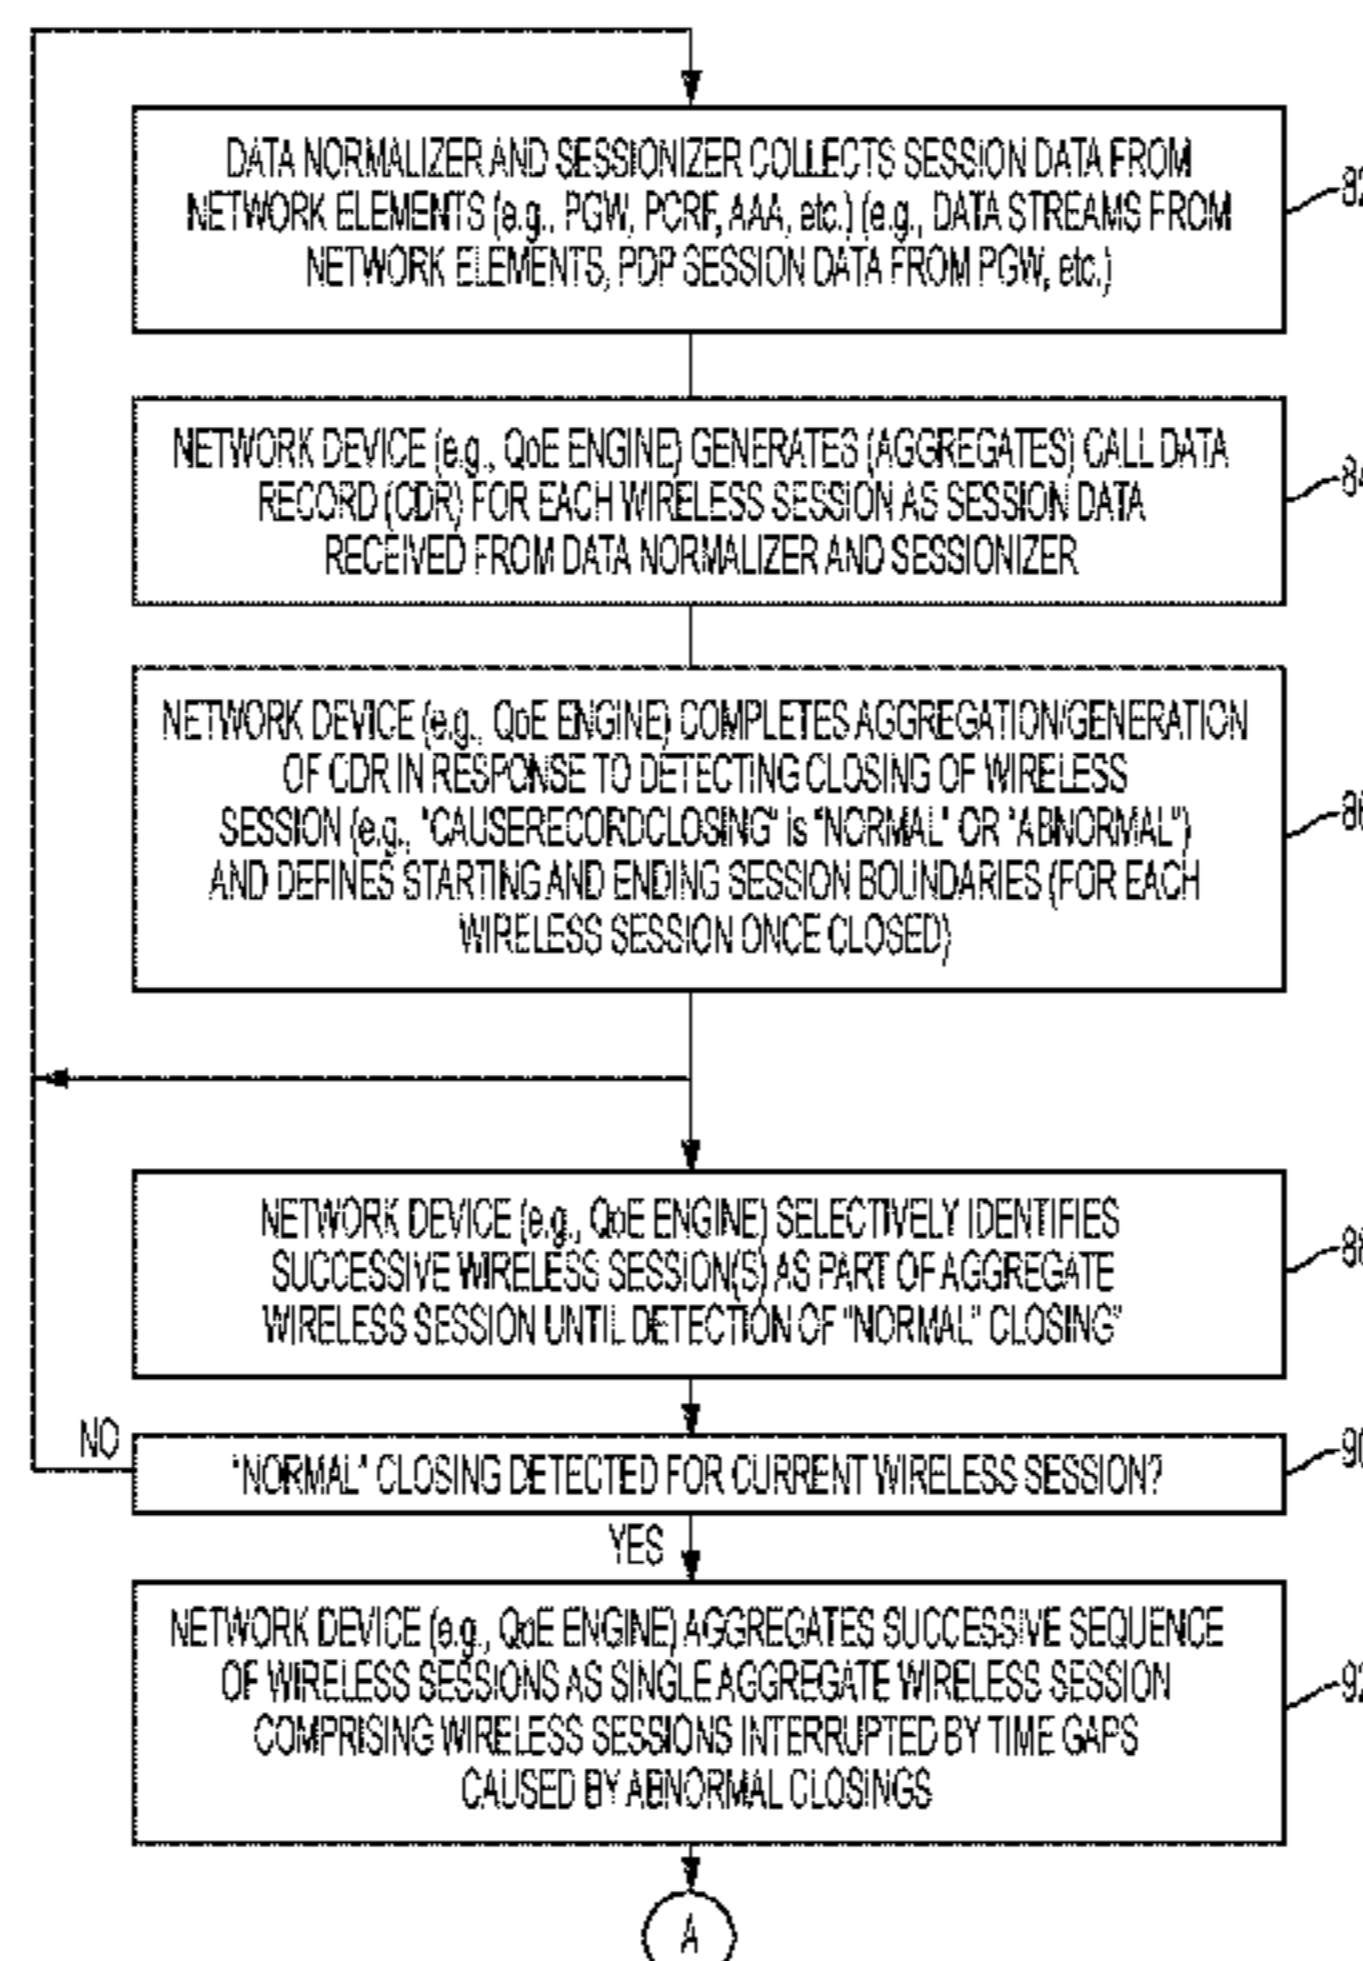 DATA NORMALIZER AND SESSIONIZER COLLECTS SESSION DATA FROM
NETWORK ELEMENTS (e.g., PGW, PCRF, AAA, etc.) (e.g., DATA STREAMS FROM
NETWORK ELEMENTS, PDP SESSION DATA FROM PGW, etc.)
82
NETWORK DEVICE (e.g., QoE ENGINE) GENERATES (AGGREGATES) CALL DATA
RECORD (CDR) FOR EACH WIRELESS SESSION AS SESSION DATA
RECEIVED FROM DATA NORMALIZER AND SESSIONIZER
84
NETWORK DEVICE (e.g., QoE ENGINE) COMPLETES AGGREGATION/GENERATION
OF CDR IN RESPONSE TO DETECTING CLOSING OF WIRELESS
SESSION (e.g., "CAUSERECORDCLOSING" is "NORMAL" OR "ABNORMAL")
AND DEFINES STARTING AND ENDING SESSION BOUNDARIES (FOR EACH
WIRELESS SESSION ONCE CLOSED)
86
NETWORK DEVICE (e.g., QoE ENGINE) SELECTIVELY IDENTIFIES
SUCCESSIVE WIRELESS SESSION(S) AS PART OF AGGREGATE
WIRELESS SESSION UNTIL DETECTION OF "NORMAL" CLOSING"
88
NO
"NORMAL" CLOSING DETECTED FOR CURRENT WIRELESS SESSION?
90
YES
NETWORK DEVICE (e.g., QoE ENGINE) AGGREGATES SUCCESSIVE SEQUENCE
OF WIRELESS SESSIONS AS SINGLE AGGREGATE WIRELESS SESSION
COMPRISING WIRELESS SESSIONS INTERRUPTED BY TIME GAPS
CAUSED BY ABNORMAL CLOSINGS
92
A